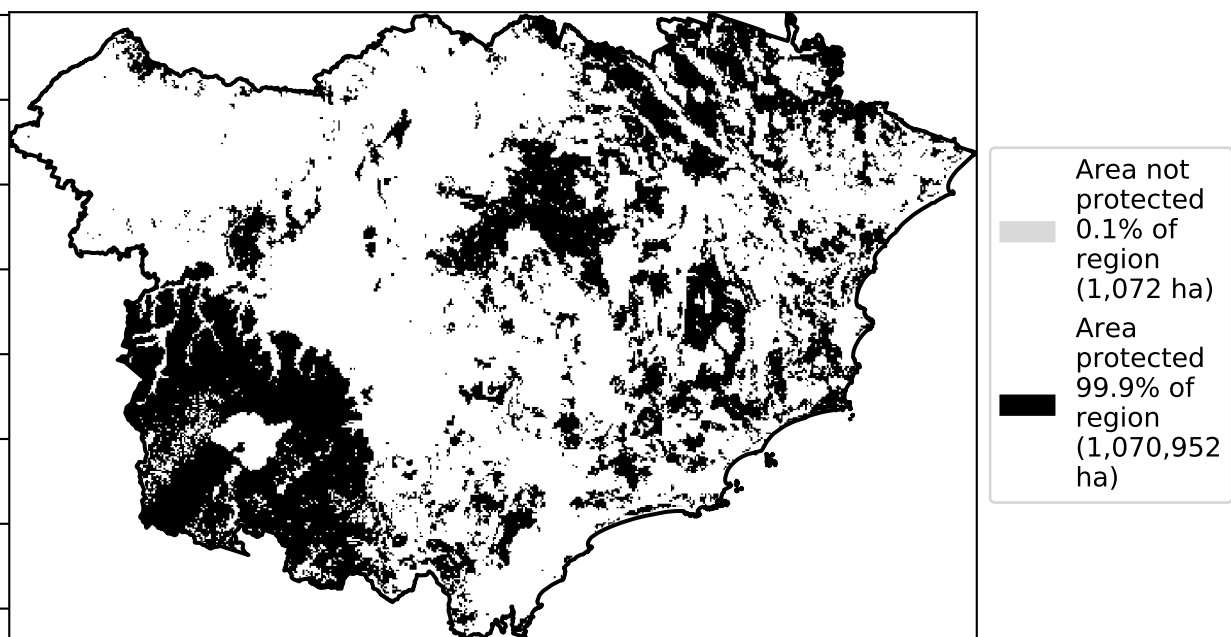 Area not
protected
0.1% of
region
(1,072 ha)
Area
protected
99.9% of
region
(1,070,952
ha)